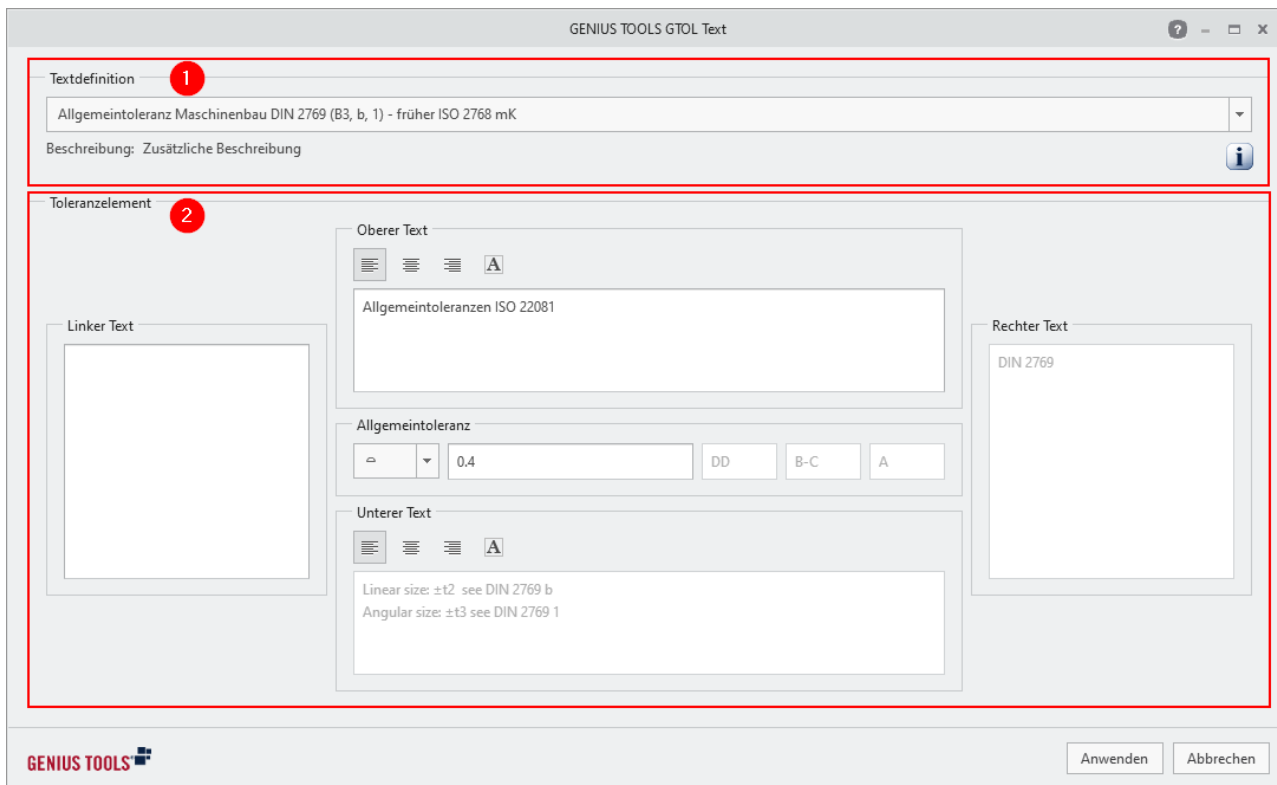 GENIUS TOOLS GTOL Text
Textdefinition
1
Allgemeintoleranz Maschinenbau DIN 2769 (B3, b, 1) - früher ISO 2768 mK
Beschreibung: Zusätzliche Beschreibung
Toleranzelement
2
Oberer Text
A
Allgemeintoleranzen ISO 22081
Linker Text
Rechter Text
DIN 2769
Allgemeintoleranz
0.4 DD B-C A
Unterer Text
A
Linear size: ±t2 see DIN 2769 b
Angular size: ±t3 see DIN 2769 1
GENIUS TOOLS
Anwenden Abbrechen